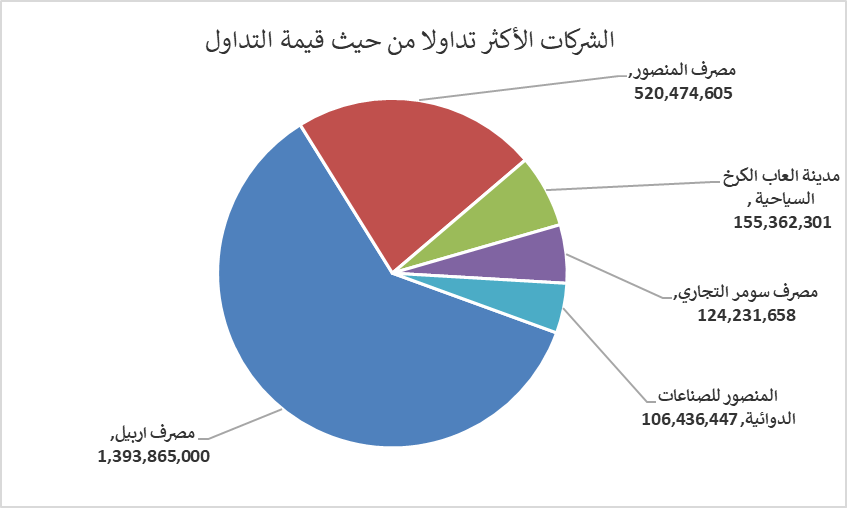 الشركات الأكثر تداولا من حيث قيمة التداول
مصرف المنصور,
520,474,605
مدينة العاب الكرخ
السياحية ,
155,362,301
مصرف سومر التجاري,
124,231,658
المنصور للصناعات
الدوائية, 106,436,447
مصرف اربيل,
1,393,865,000